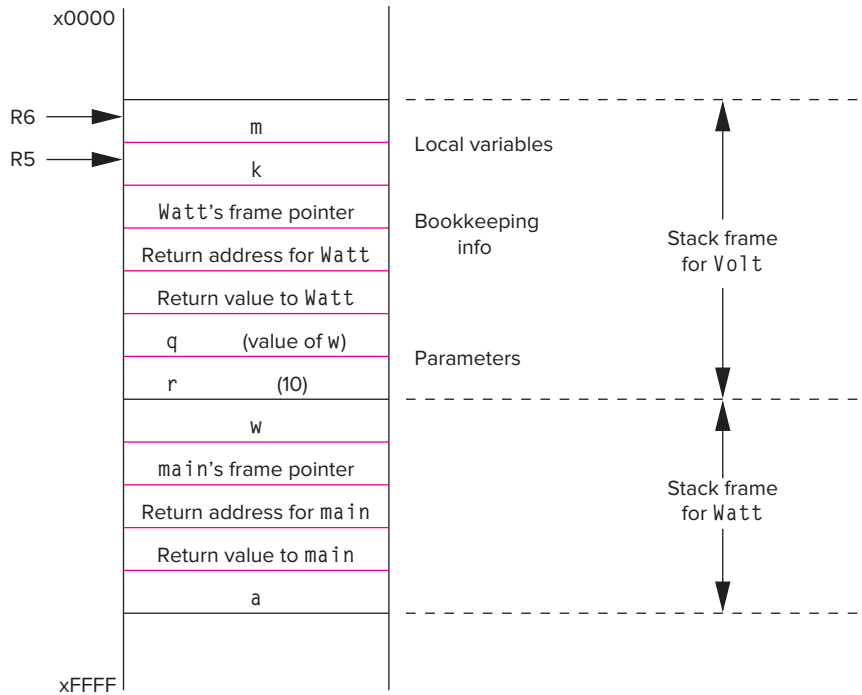 x0000
R6
m
Local variables
R5
k
Watt's frame pointer
Bookkeeping
info
Return address for Watt
Stack frame
for Volt
Return value to Watt
q (value of w)
Parameters
r (10)
w
main's frame pointer
Return address for main
Stack frame
for Watt
Return value to main
a
xFFFF